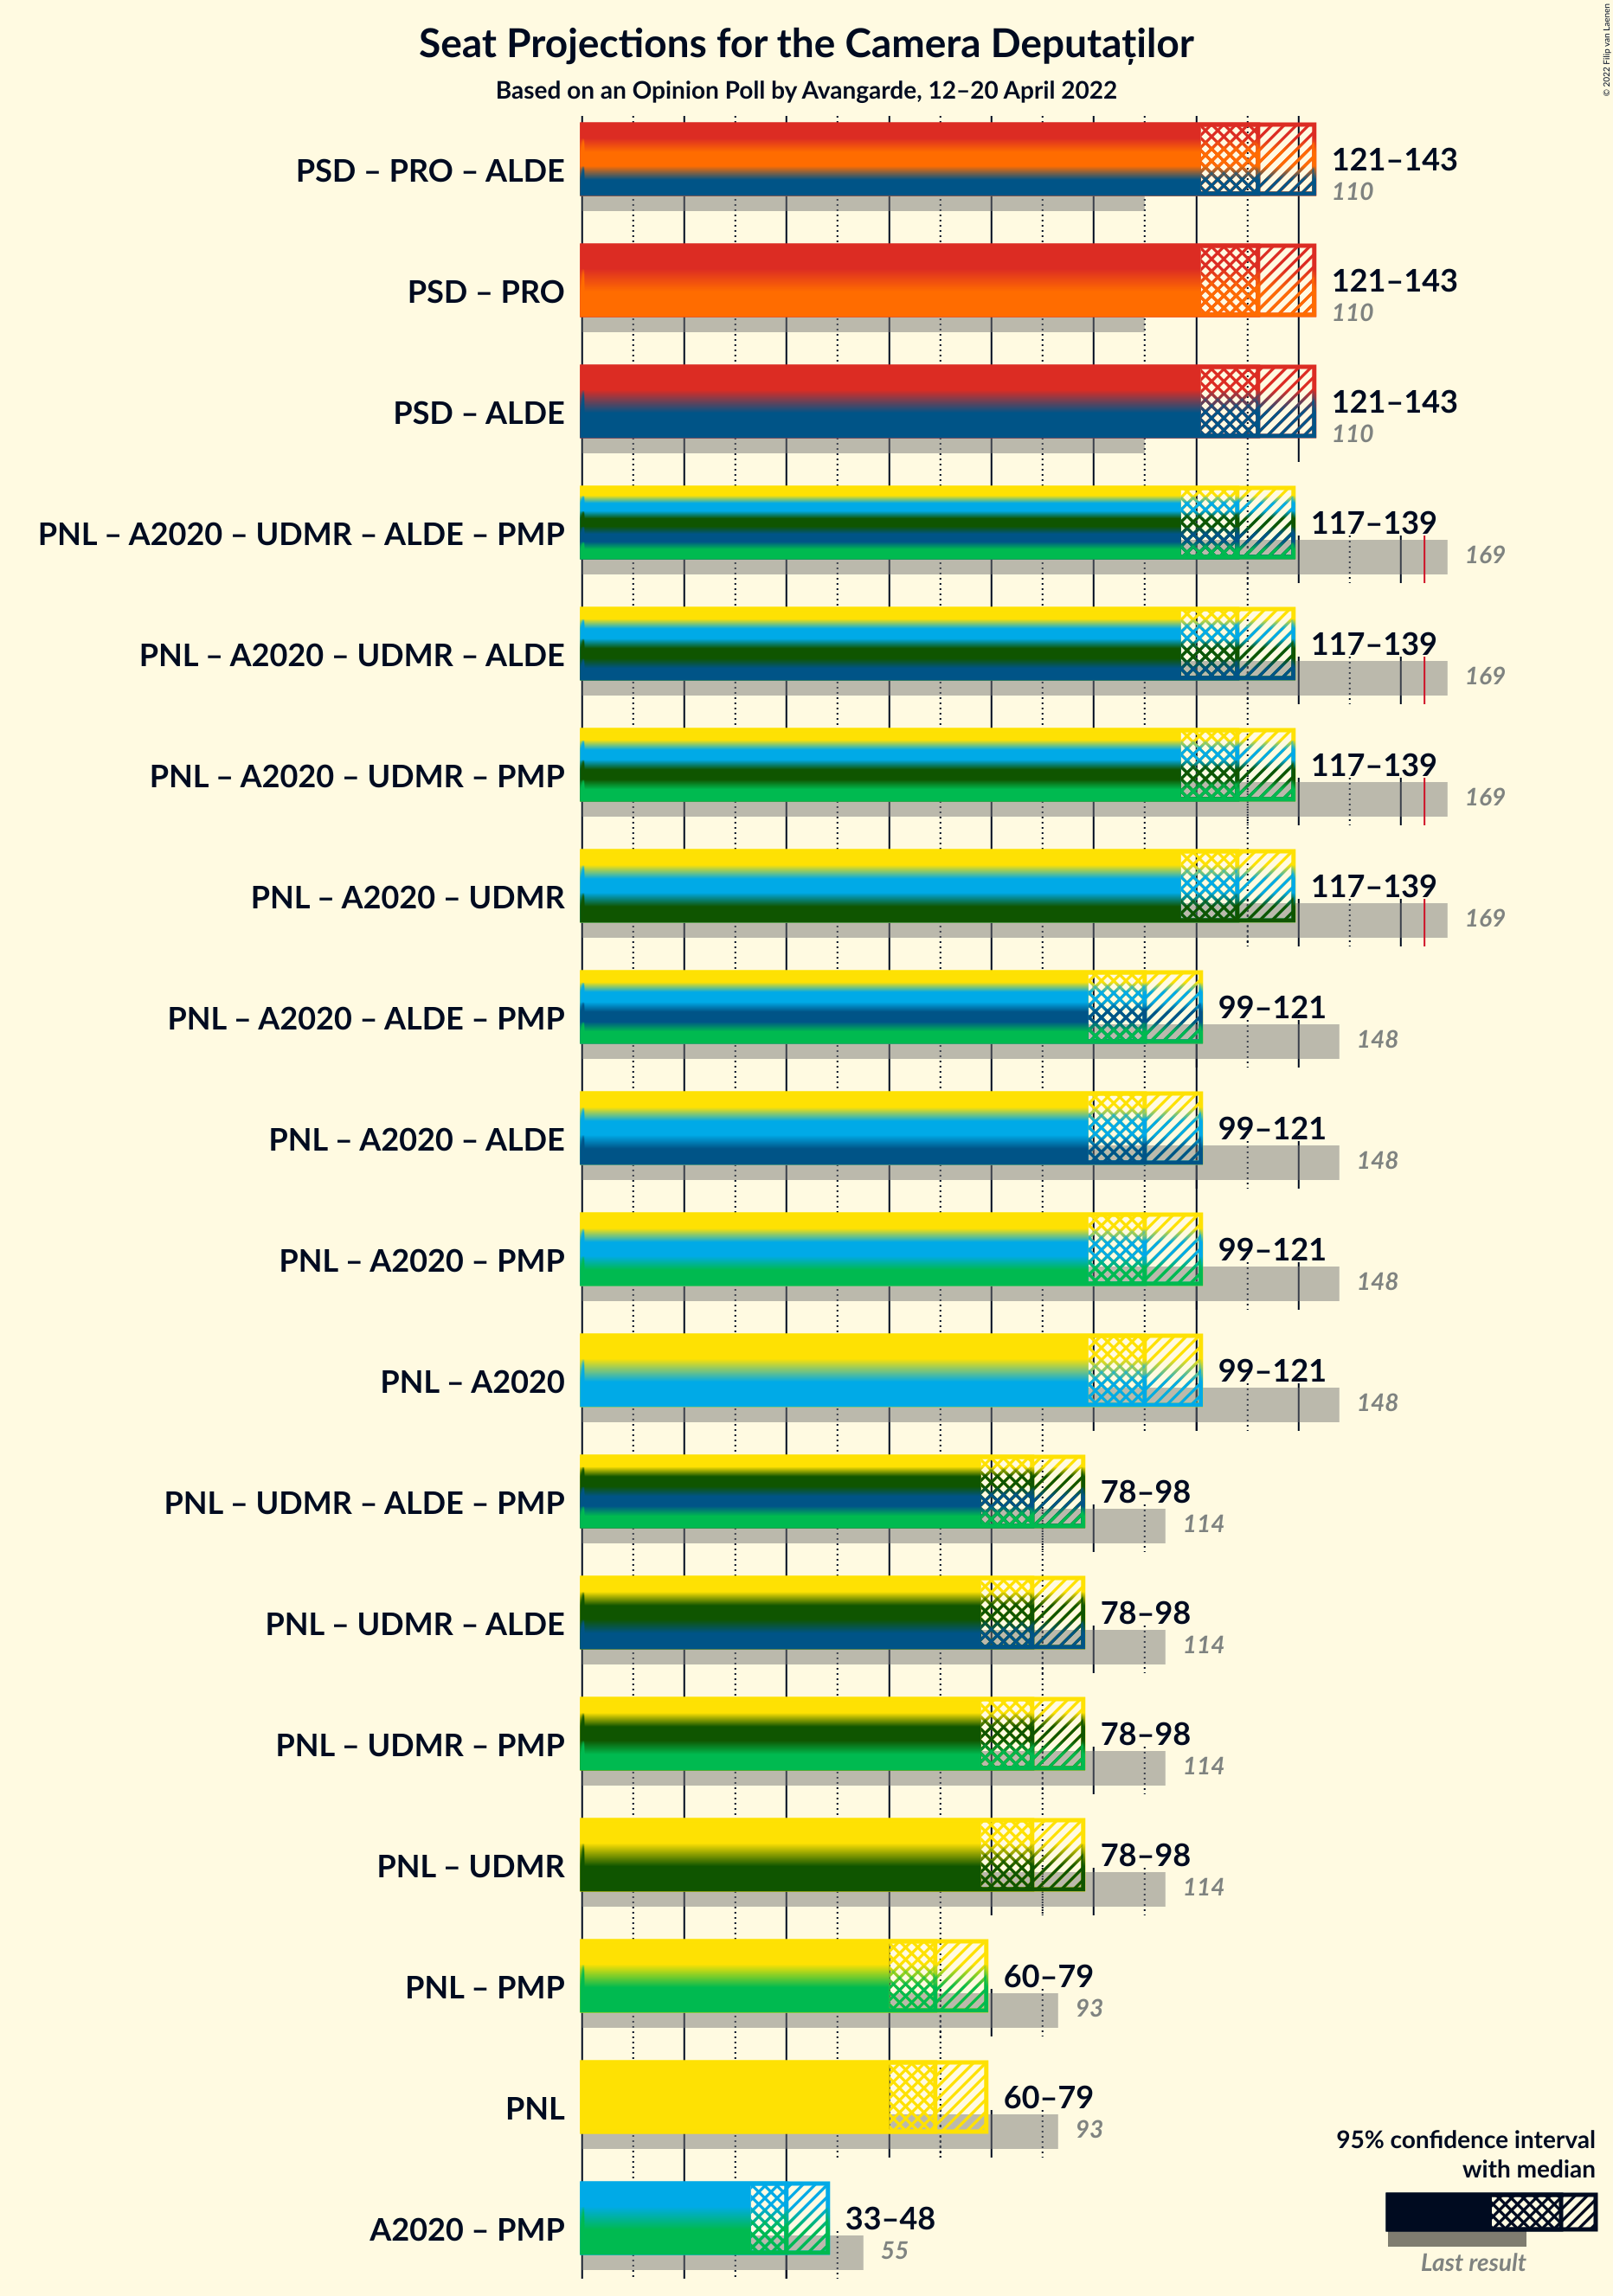 Seat Projections for the Camera Deputaților
Based on an Opinion Poll by Avangarde, 12–20 April 2022
© 2022 Filip van Laenen
PSD – PRO – ALDE
121–143
110
PSD – PRO
121–143
110
PSD – ALDE
121–143
110
PNL – A2020 – UDMR – ALDE – PMP
117–139
169
PNL – A2020 – UDMR – ALDE
117–139
169
PNL – A2020 – UDMR – PMP
117–139
169
PNL – A2020 – UDMR
117–139
169
PNL – A2020 – ALDE – PMP
99–121
148
PNL – A2020 – ALDE
99–121
148
PNL – A2020 – PMP
99–121
148
PNL – A2020
99–121
148
PNL – UDMR – ALDE – PMP
78–98
114
PNL – UDMR – ALDE
78–98
114
PNL – UDMR – PMP
78–98
114
PNL – UDMR
78–98
114
PNL – PMP
60–79
93
PNL
60–79
93
A2020 – PMP
33–48
55
95% confidence interval
with median
Last result